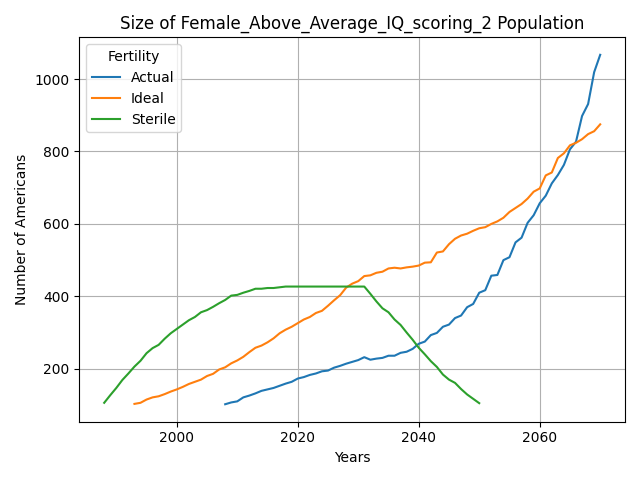 Size of Female_Above_Average_IQ_scoring_2 Population
Fertility
Actual
Ideal
Sterile
Number of Americans
1000
800
600
400
200
2000
2020
2040
2060
Years